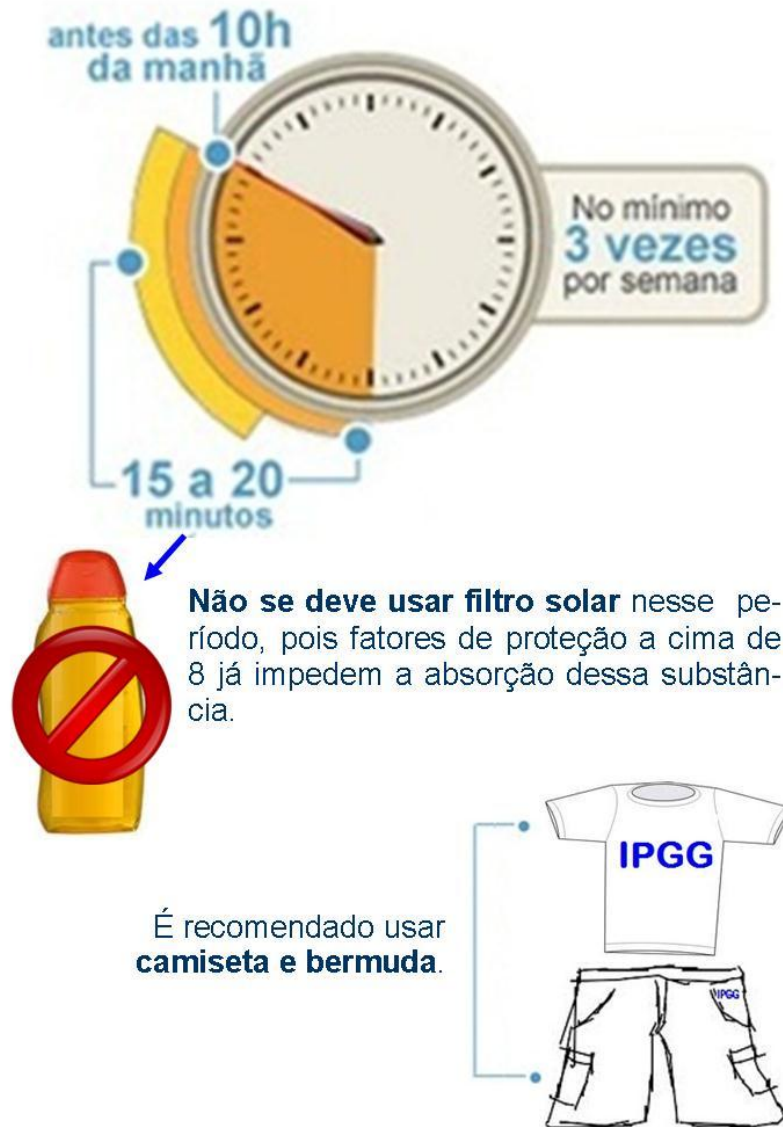 antes das 10h
da manhã
No mínimo
3 vezes
por semana
15 a 20
minutos
Não se deve usar filtro solar nesse pe-
ríodo, pois fatores de proteção a cima de
8 já impedem a absorção dessa substân-
cia.
IPGG
É recomendado usar
camiseta e bermuda.
IPGG